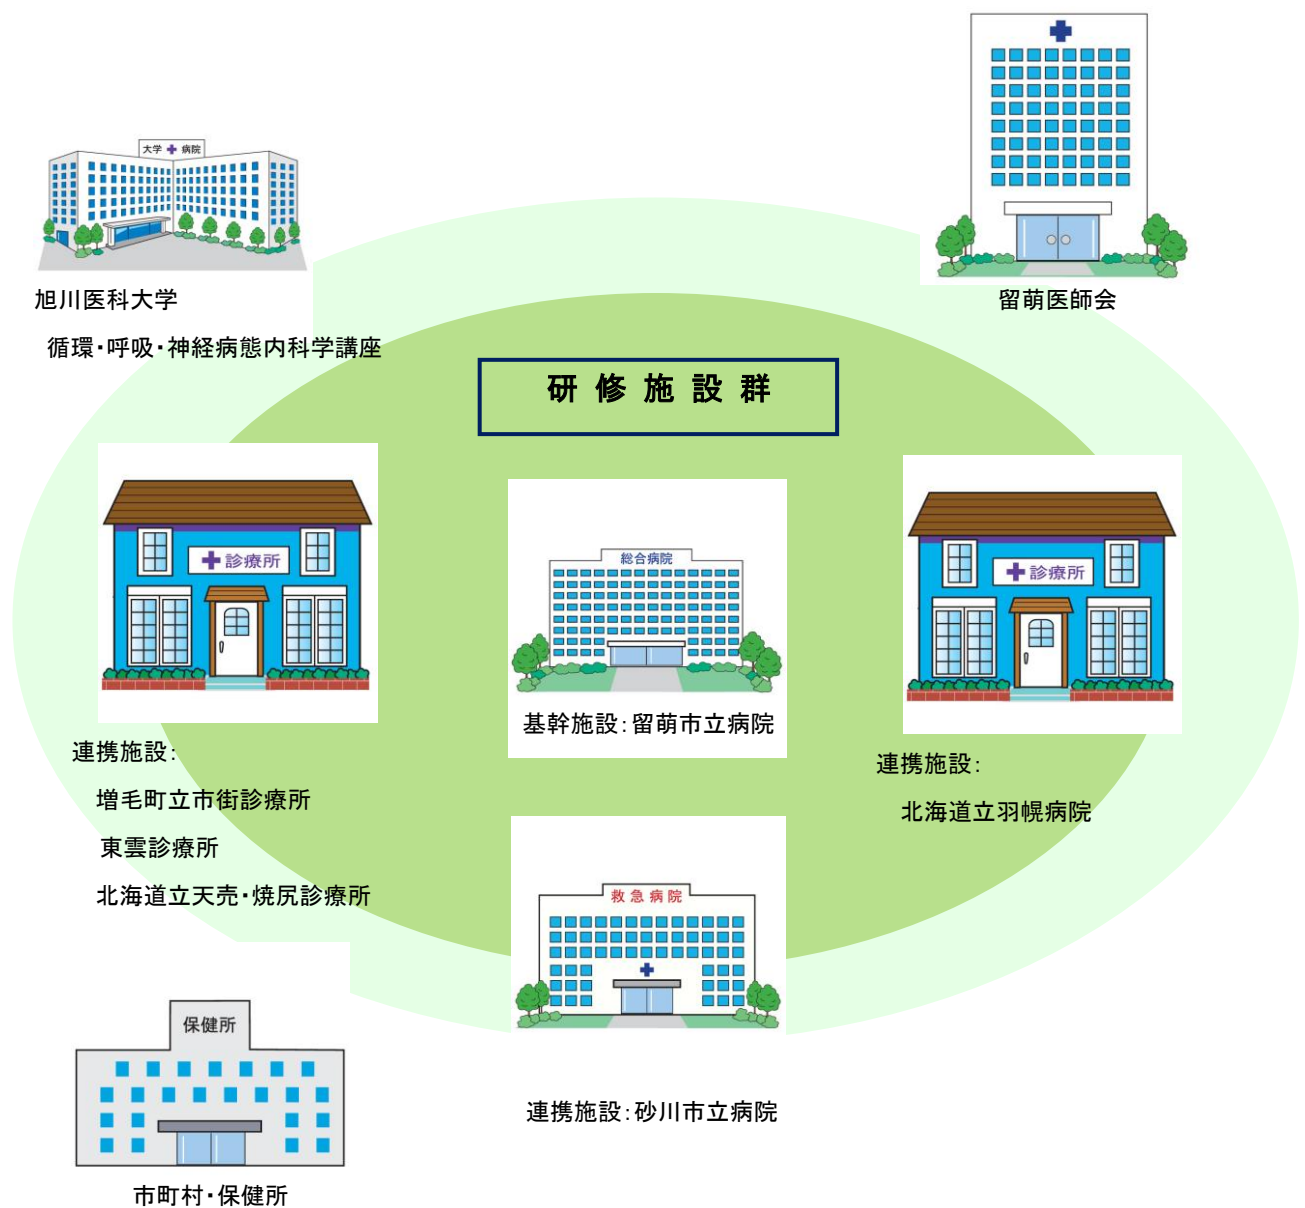 大学 病院
旭川医科大学
循環・呼吸・神経病態内科学講座
留萌医師会
研修施設群
診療所
連携施設：
増毛町立市街診療所
東雲診療所
北海道立天売・焼尻診療所
総合病院
基幹施設：留萌市立病院
診療所
連携施設：
北海道立羽幌病院
救急病院
連携施設：砂川市立病院
保健所
市町村・保健所